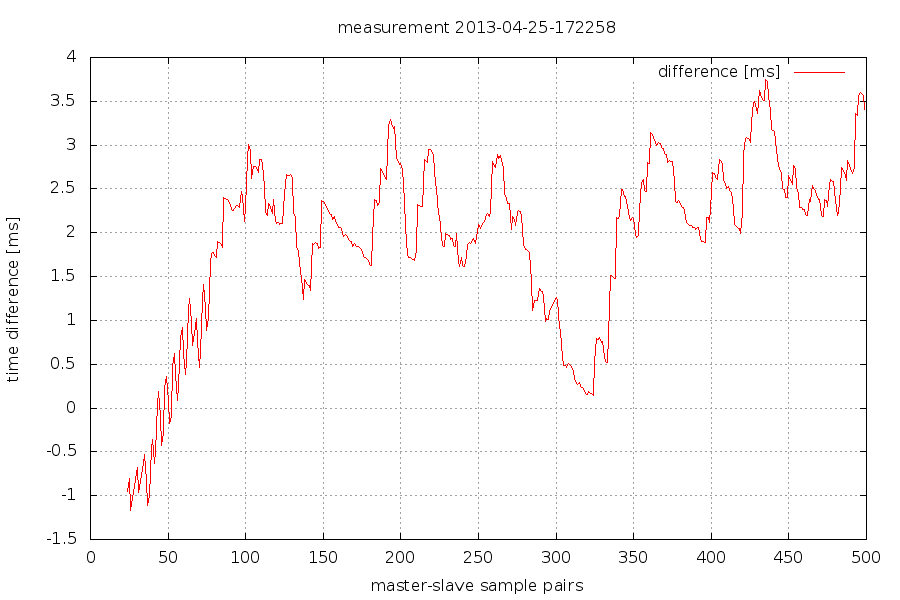 measurement 2013-04-25-172258
difference [ms]
time difference [ms]
4
3.5
3
2.5
2
1.5
1
0.5
0
-0.5
-1
-1.5
0 50 100 150 200 250 300 350 400 450 500
master-slave sample pairs